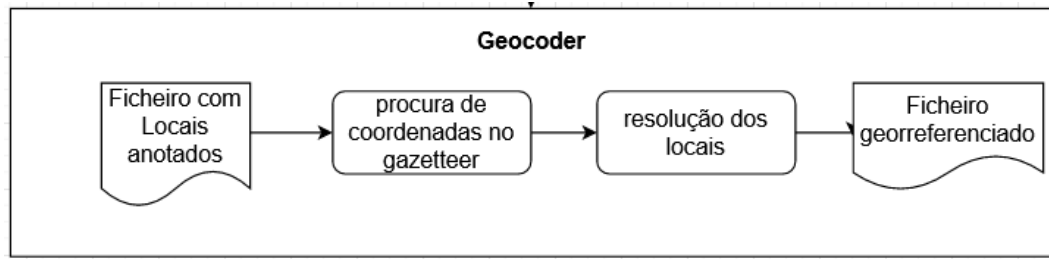 Geocoder
Ficheiro com
Locais
anotados
procura de
coordenadas no
gazetteer
resolução dos
locais
Ficheiro
georreferenciado